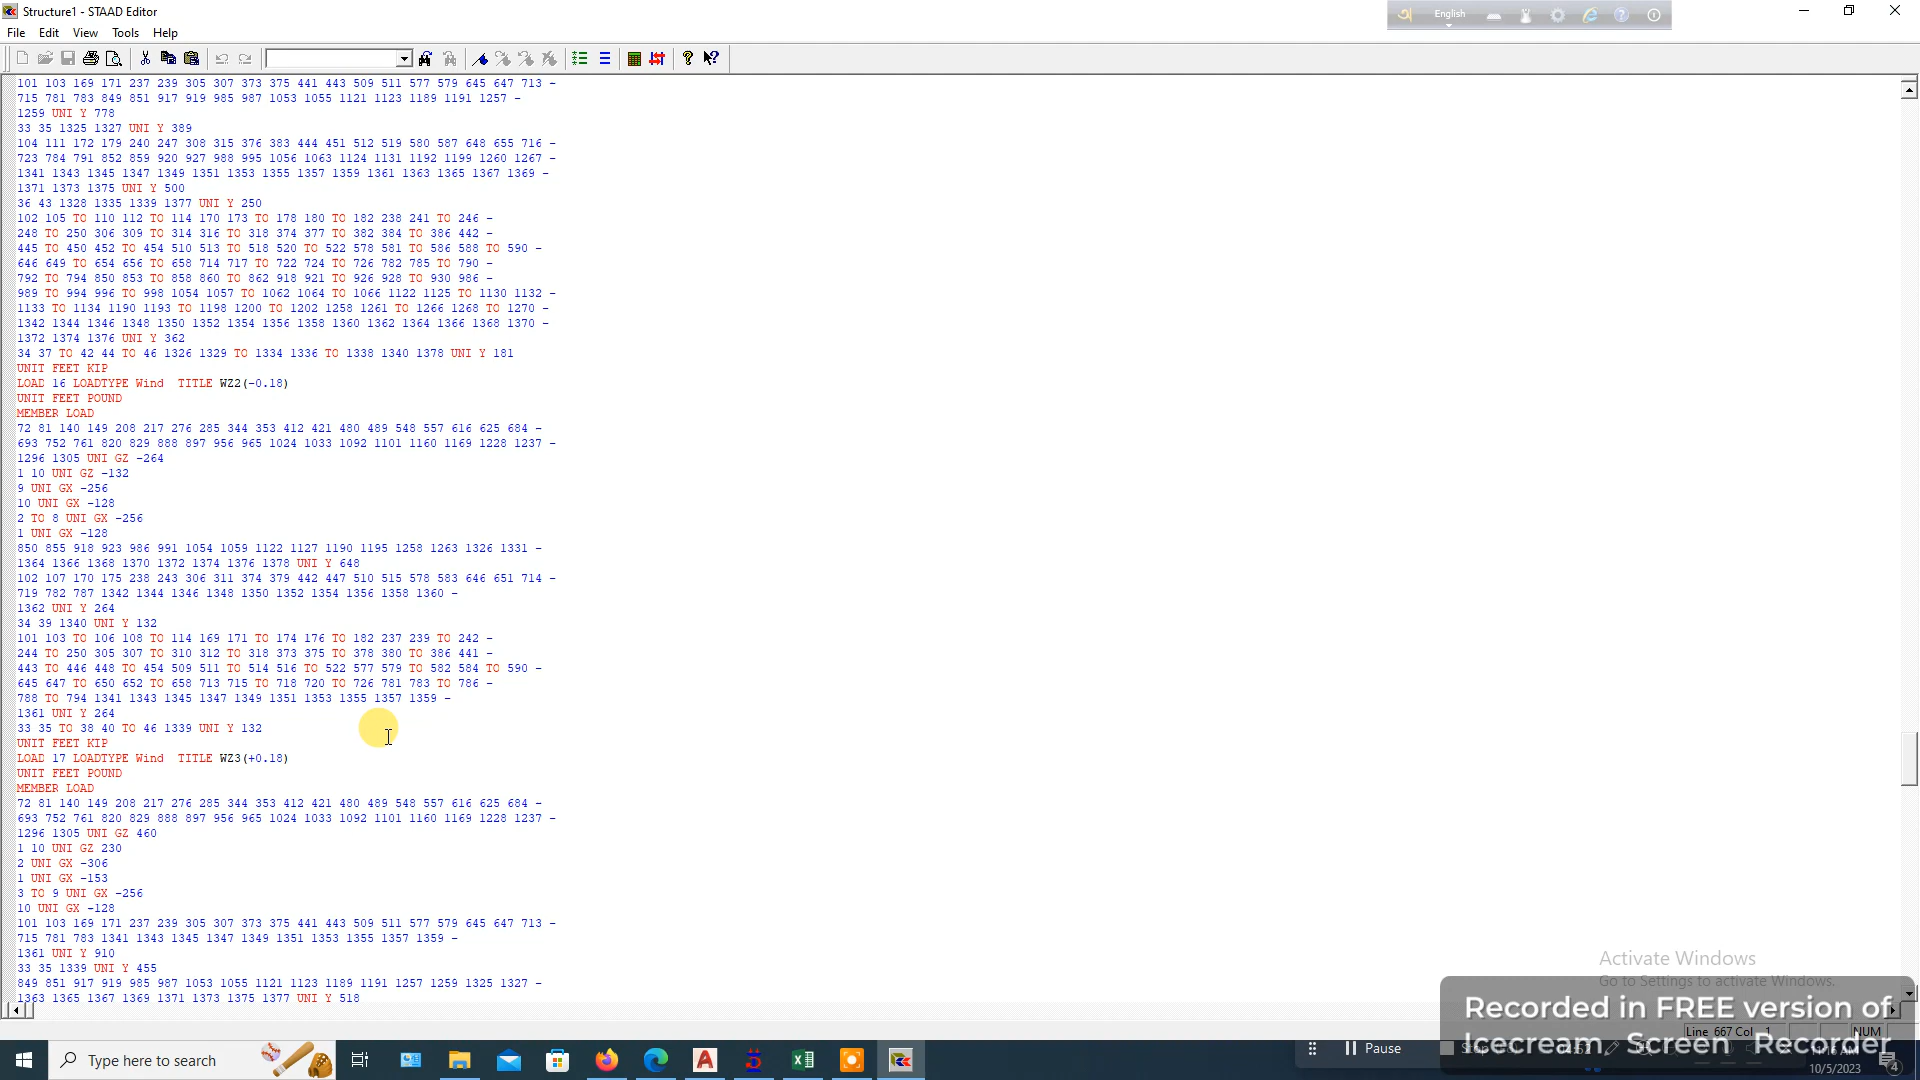 Structure1 - STAAD Editor
English
File Edit View Tools Help
101 103 169 171 237 239 305 307 373 375 441 443 509 511 577 579 645 647 713 -
715 781 783 849 851 917 919 985 987 1053 1055 1121 1123 1189 1191 1257 -
1259 UNI Y 778
33 35 1325 1327 UNI Y 389
104 111 172 179 240 247 308 315 376 383 444 451 512 519 580 587 648 655 716 -
723 784 791 852 859 920 927 988 995 1056 1063 1124 1131 1192 1199 1260 1267 -
1341 1343 1345 1347 1349 1351 1353 1355 1357 1359 1361 1363 1365 1367 1369 -
1371 1373 1375 UNI Y 500
36 43 1328 1335 1339 1377 UNI Y 250
102 105 TO 110 112 TO 114 170 173 TO 178 180 TO 182 238 241 TO 246 -
248 TO 250 306 309 TO 314 316 TO 318 374 377 TO 382 384 TO 386 442 -
445 TO 450 452 TO 454 510 513 TO 518 520 TO 522 578 581 TO 586 588 TO 590 -
646 649 TO 654 656 TO 658 714 717 TO 722 724 TO 726 782 785 TO 790 -
792 TO 794 850 853 TO 858 860 TO 862 918 921 TO 926 928 TO 930 986 -
989 TO 994 996 TO 998 1054 1057 TO 1062 1064 TO 1066 1122 1125 TO 1130 1132 -
1133 TO 1134 1190 1193 TO 1198 1200 TO 1202 1258 1261 TO 1266 1268 TO 1270 -
1342 1344 1346 1348 1350 1352 1354 1356 1358 1360 1362 1364 1366 1368 1370 -
1372 1374 1376 UNI Y 362
34 37 TO 42 44 TO 46 1326 1329 TO 1334 1336 TO 1338 1340 1378 UNI Y 181
UNIT FEET KIP
LOAD 16 LOADTYPE Wind TITLE WZ2(-0.18)
UNIT FEET POUND
MEMBER LOAD
72 81 140 149 208 217 276 285 344 353 412 421 480 489 548 557 616 625 684 -
693 752 761 820 829 888 897 956 965 1024 1033 1092 1101 1160 1169 1228 1237 -
1296 1305 UNI GZ -264
1 10 UNI GZ -132
9 UNI GX -256
10 UNI GX -128
2 TO 8 UNI GX -256
1 UNI GX -128
850 855 918 923 986 991 1054 1059 1122 1127 1190 1195 1258 1263 1326 1331 -
1364 1366 1368 1370 1372 1374 1376 1378 UNI Y 648
102 107 170 175 238 243 306 311 374 379 442 447 510 515 578 583 646 651 714 -
719 782 787 1342 1344 1346 1348 1350 1352 1354 1356 1358 1360 -
1362 UNI Y 264
34 39 1340 UNI Y 132
101 103 TO 106 108 TO 114 169 171 TO 174 176 TO 182 237 239 TO 242 -
244 TO 250 305 307 TO 310 312 TO 318 373 375 TO 378 380 TO 386 441 -
443 TO 446 448 TO 454 509 511 TO 514 516 TO 522 577 579 TO 582 584 TO 590 -
645 647 TO 650 652 TO 658 713 715 TO 718 720 TO 726 781 783 TO 786 -
788 TO 794 1341 1343 1345 1347 1349 1351 1353 1355 1357 1359 -
1361 UNI Y 264
33 35 TO 38 40 TO 46 1339 UNI Y 132
UNIT FEET KIP
LOAD 17 LOADTYPE Wind TITLE WZ3(+0.18)
UNIT FEET POUND
MEMBER LOAD
72 81 140 149 208 217 276 285 344 353 412 421 480 489 548 557 616 625 684 -
693 752 761 820 829 888 897 956 965 1024 1033 1092 1101 1160 1169 1228 1237 -
1296 1305 UNI GZ 460
1 10 UNI GZ 230
2 UNI GX -306
1 UNI GX -153
3 TO 9 UNI GX -256
10 UNI GX -128
101 103 169 171 237 239 305 307 373 375 441 443 509 511 577 579 645 647 713 -
715 781 783 1341 1343 1345 1347 1349 1351 1353 1355 1357 1359 -
1361 UNI Y 910
33 35 1339 UNI Y 455
849 851 917 919 985 987 1053 1055 1121 1123 1189 1191 1257 1259 1325 1327 -
1363 1365 1367 1369 1371 1373 1375 1377 UNI Y 518
Activate Windows
Go to Settings to activate Windows.
Recorded in FREE version of
Icecream Screen Recorder
Line 667 Col 1 NUM
Type here to search
Pause
10/5/2023
4